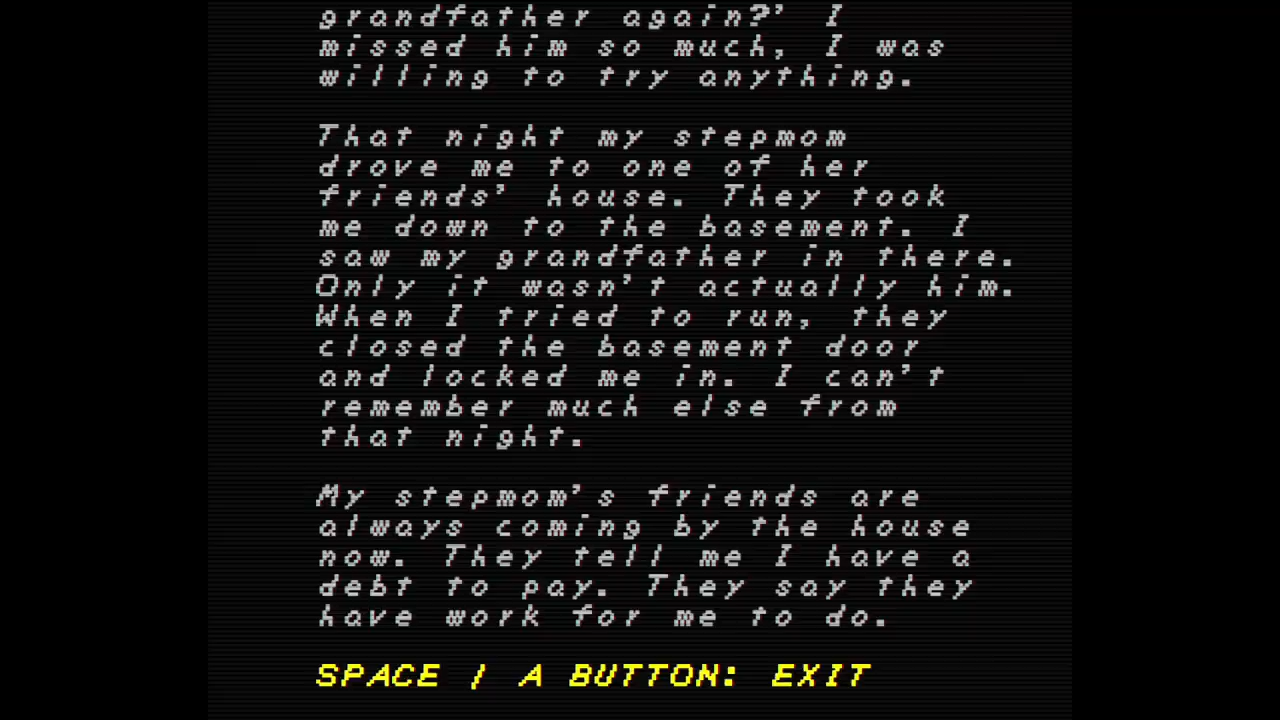 grandfather again?' I
missed him so much, I was
willing to try anything.
That night my stepmom
drove me to one of her
friends' house. They took
me down to the basement. I
saw my grandfather in there.
Only it wasn't actually him.
When I tried to run, they
closed the basement door
and locked me in. I can't
remember much else from
that night.
My stepmom's friends are
always coming by the house
now. They tell me I have a
debt to pay. They say they
have work for me to do.
SPACE / A BUTTON: EXIT